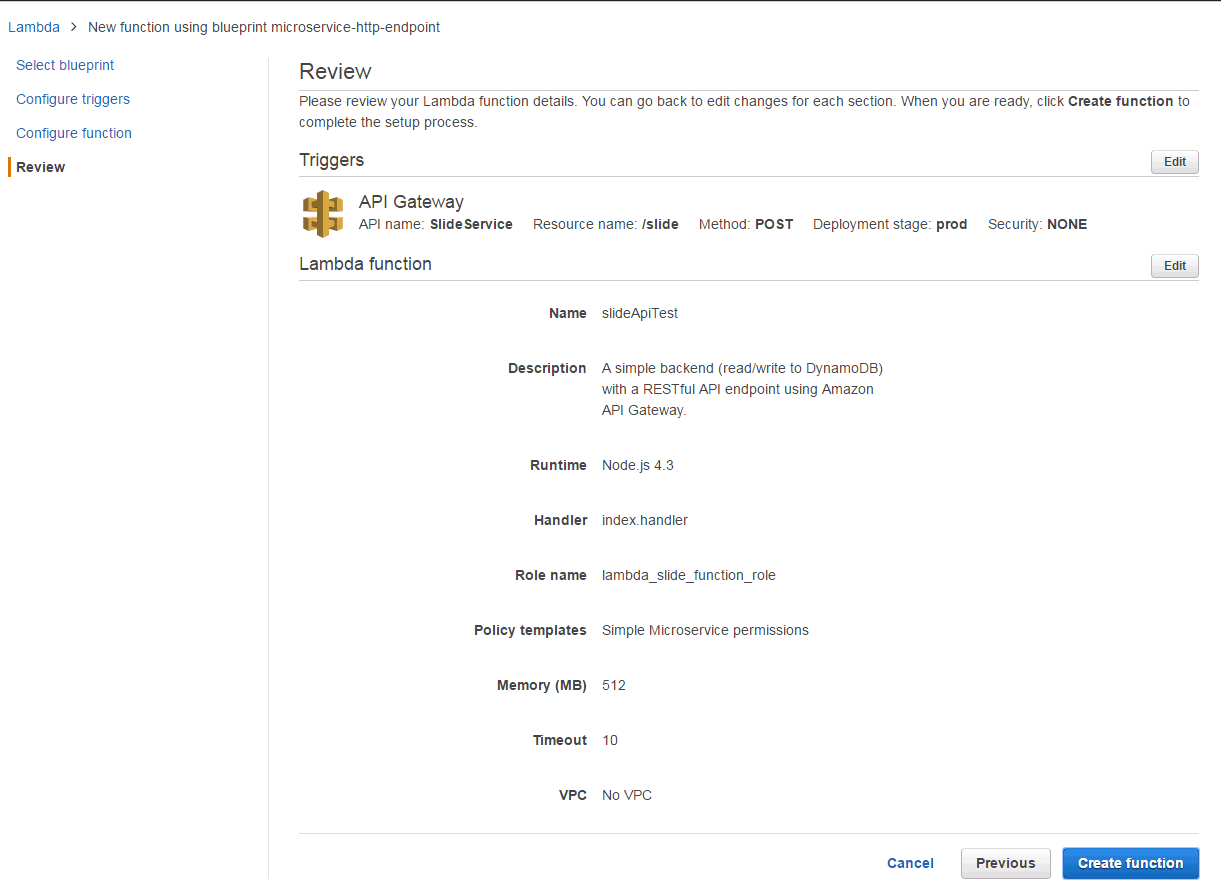 Lambda > New function using blueprint microservice-http-endpoint
Select blueprint
Configure triggers
Configure function
Review
Review
Please review your Lambda function details. You can go back to edit changes for each section. When you are ready, click Create function to
complete the setup process.
Triggers Edit
API Gateway
API name: SlideService Resource name: /slide Method: POST Deployment stage: prod Security: NONE
Lambda function Edit
Name slideApiTest
Description A simple backend (read/write to DynamoDB)
with a RESTful API endpoint using Amazon
API Gateway.
Runtime Node.js 4.3
Handler index.handler
Role name lambda_slide_function_role
Policy templates Simple Microservice permissions
Memory (MB) 512
Timeout 10
VPC No VPC
Cancel Previous Create function